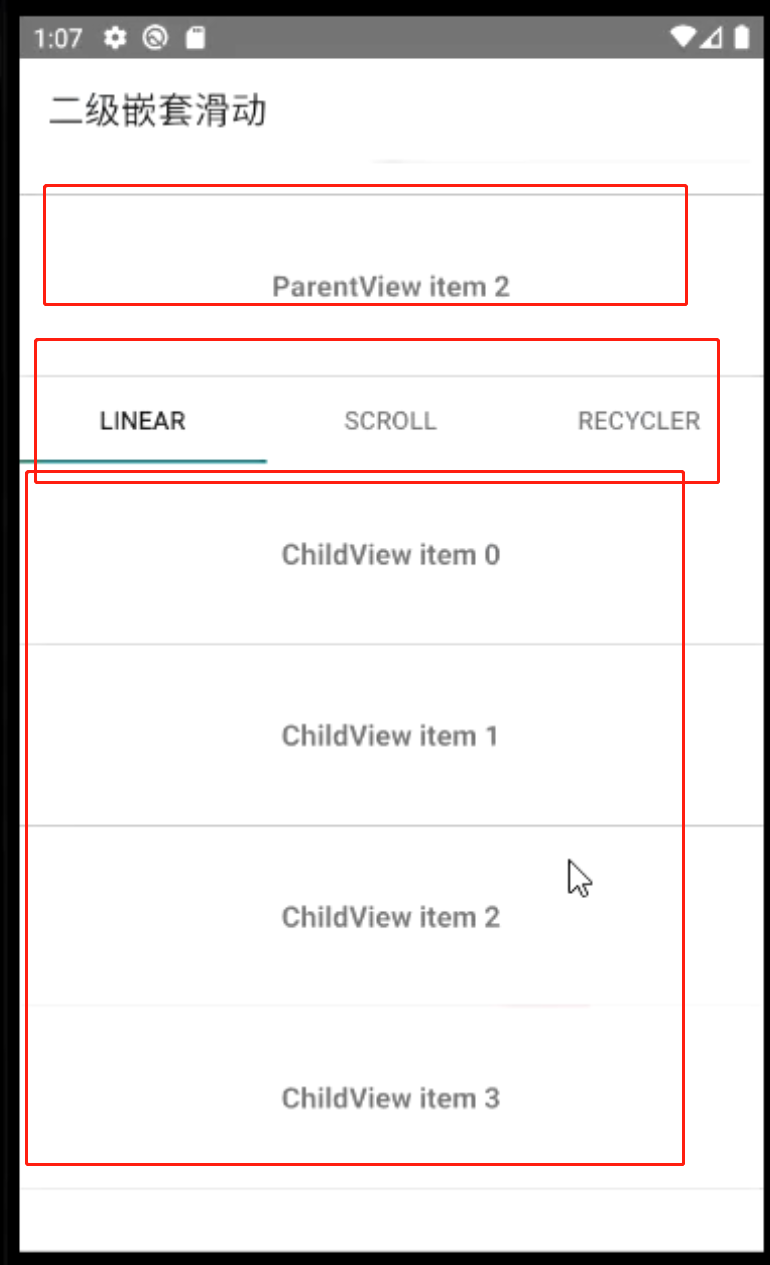 1:07
二级嵌套滑动
ParentView item 2
LINEAR SCROLL RECYCLER
ChildView item 0
ChildView item 1
ChildView item 2
ChildView item 3